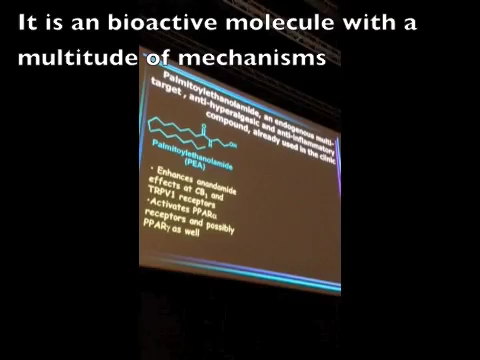 It is an bioactive molecule with a
multitude of mechanisms
Palmitoylethanolamide, an endogenous multi-
target , anti-hyperalgesic and anti-inflammatory
compound, already used in the clinic
O
N
H
OH
Palmitoylethanolamide
(PEA)
• Enhances anandamide
effects at CB₁ and
TRPV1 receptors
•Activates PPARα
receptors and possibly
PPARγ as well